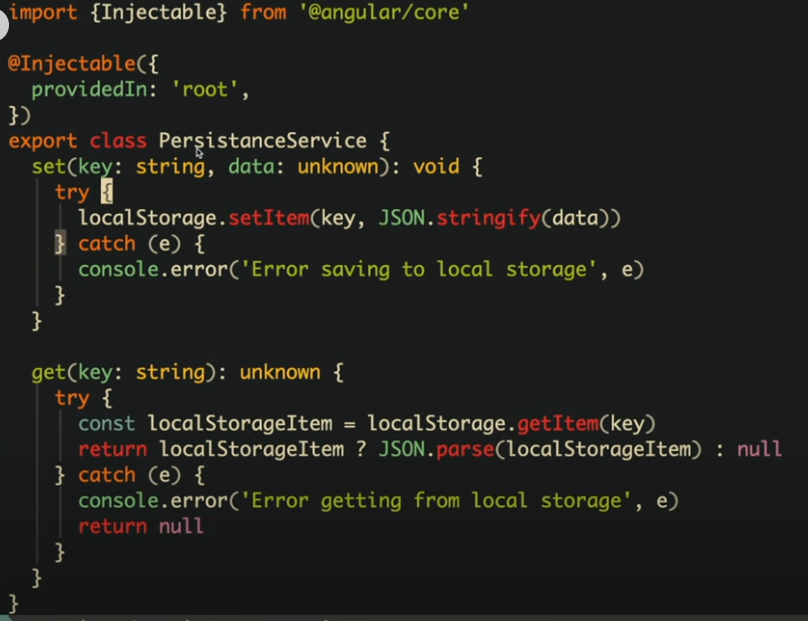 import {Injectable} from '@angular/core'
@Injectable({
providedIn: 'root',
})
export class PersistanceService {
set(key: string, data: unknown): void {
try {
localStorage.setItem(key, JSON.stringify(data))
} catch (e) {
console.error('Error saving to local storage', e)
}
}
get(key: string): unknown {
try {
const localStorageItem = localStorage.getItem(key)
return localStorageItem ? JSON.parse(localStorageItem) : null
} catch (e) {
console.error('Error getting from local storage', e)
return null
}
}
}